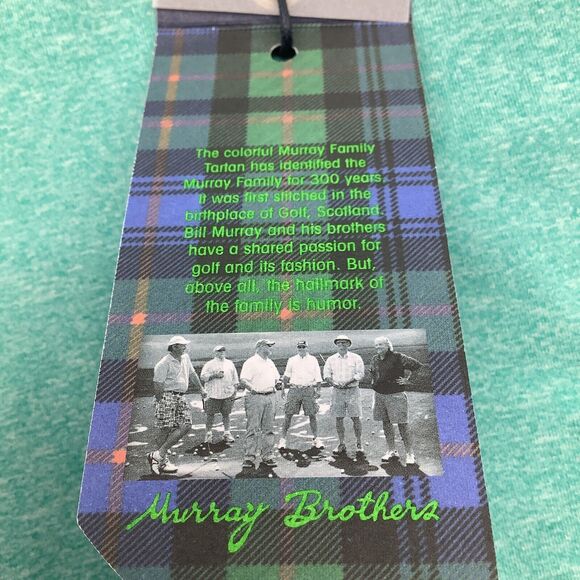 The colorful Murray Family
Tartan has identified the
Murray Family for 300 years.
It was first stitched in the
birthplace of Golf, Scotland.
Bill Murray and his brothers
have a shared passion for
golf and its fashion. But,
above all, the hallmark of
the family is humor.
Murray Brothers